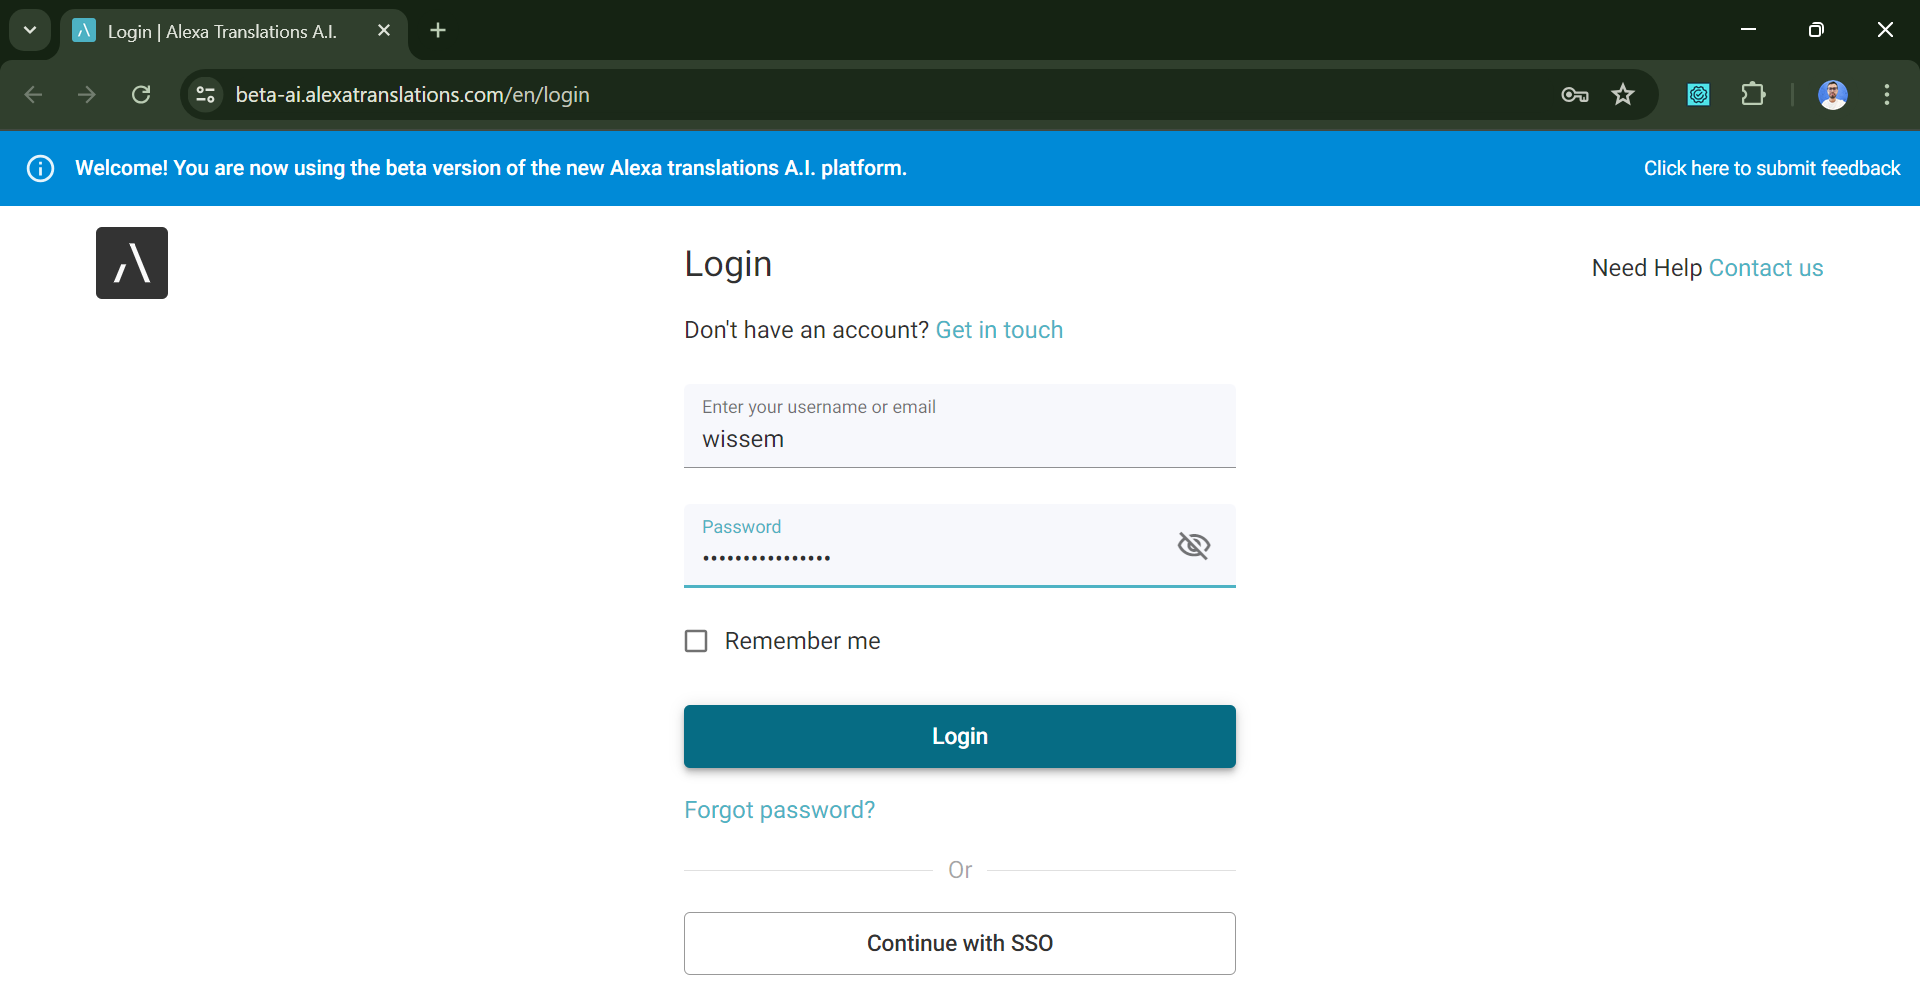 Login | Alexa Translations A.I.
beta-ai.alexatranslations.com/en/login
Welcome! You are now using the beta version of the new Alexa translations A.I. platform.
Click here to submit feedback
Login
Need Help Contact us
Don't have an account? Get in touch
Enter your username or email
wissem
Password
••••••••••••••••
Remember me
Login
Forgot password?
Or
Continue with SSO